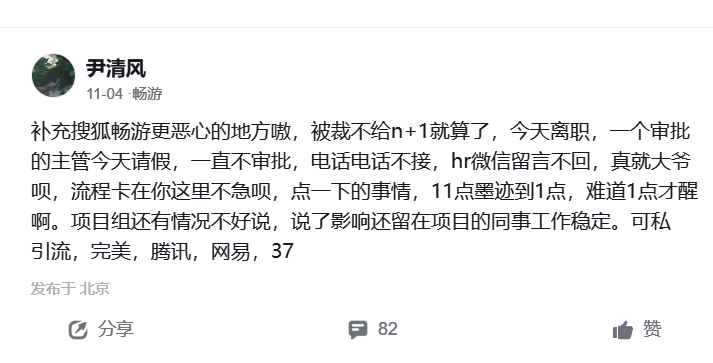 尹清风
11-04 ·畅游
补充搜狐畅游更恶心的地方嗷，被裁不给n+1就算了，今天离职，一个审批
的主管今天请假，一直不审批，电话电话不接，hr微信留言不回，真就大爷
呗，流程卡在你这里不急呗，点一下的事情，11点墨迹到1点，难道1点才醒
啊。项目组还有情况不好说，说了影响还留在项目的同事工作稳定。可私
引流，完美，腾讯，网易，37
发布于 北京
分享 82 赞